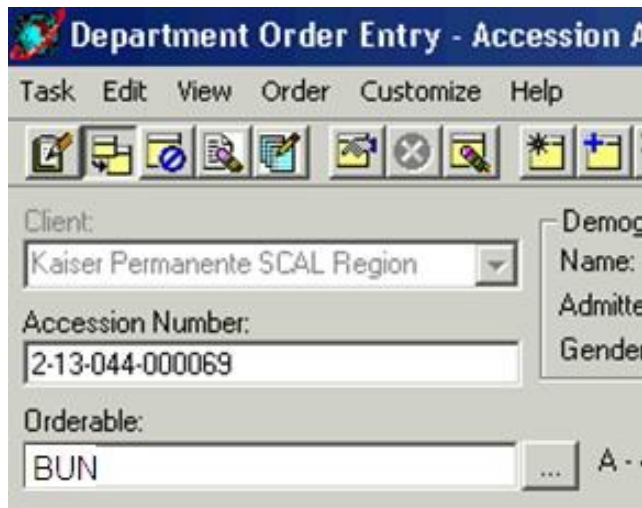 Department Order Entry - Accession A
Task Edit View Order Customize Help
Client:
Kaiser Permanente SCAL Region
Accession Number:
2-13-044-000069
Orderable:
BUN
...
A -
Demog
Name:
Admitte
Gender